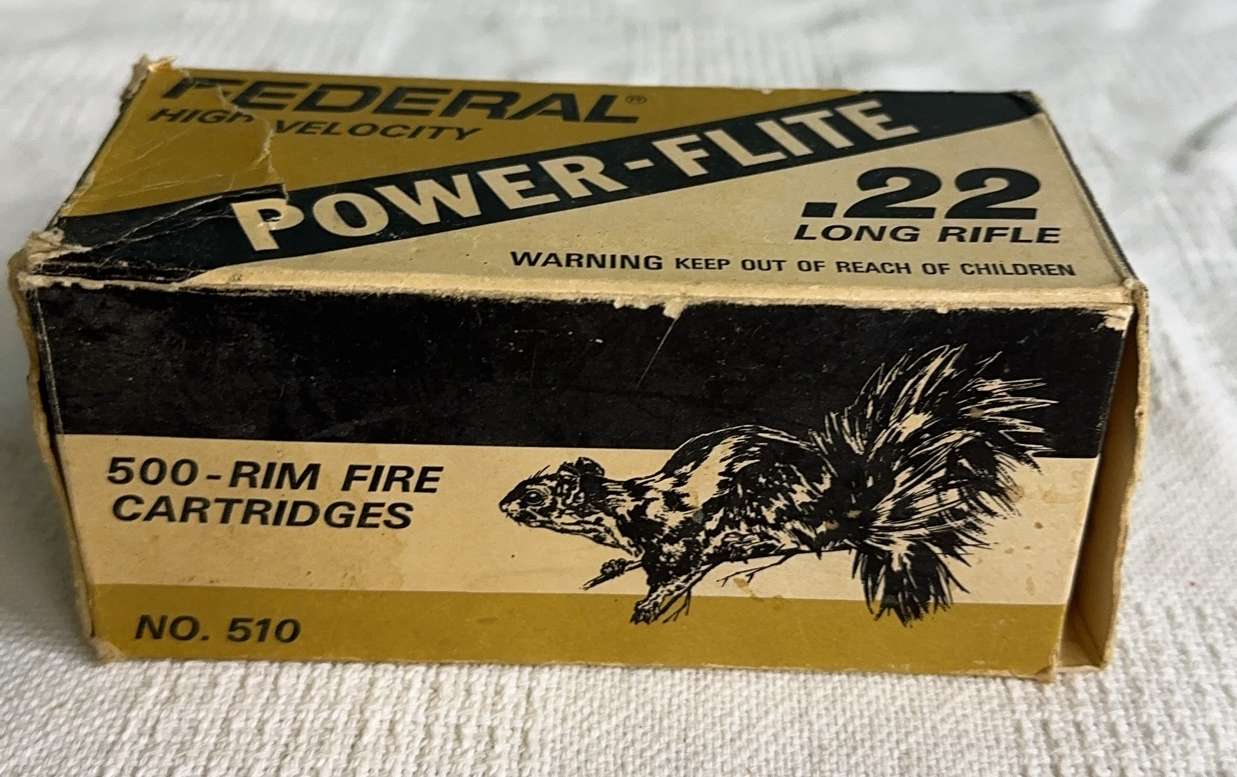 FEDERAL®
HIGH VELOCITY
POWER-FLITE
.22
LONG RIFLE
WARNING KEEP OUT OF REACH OF CHILDREN
500-RIM FIRE
CARTRIDGES
NO. 510